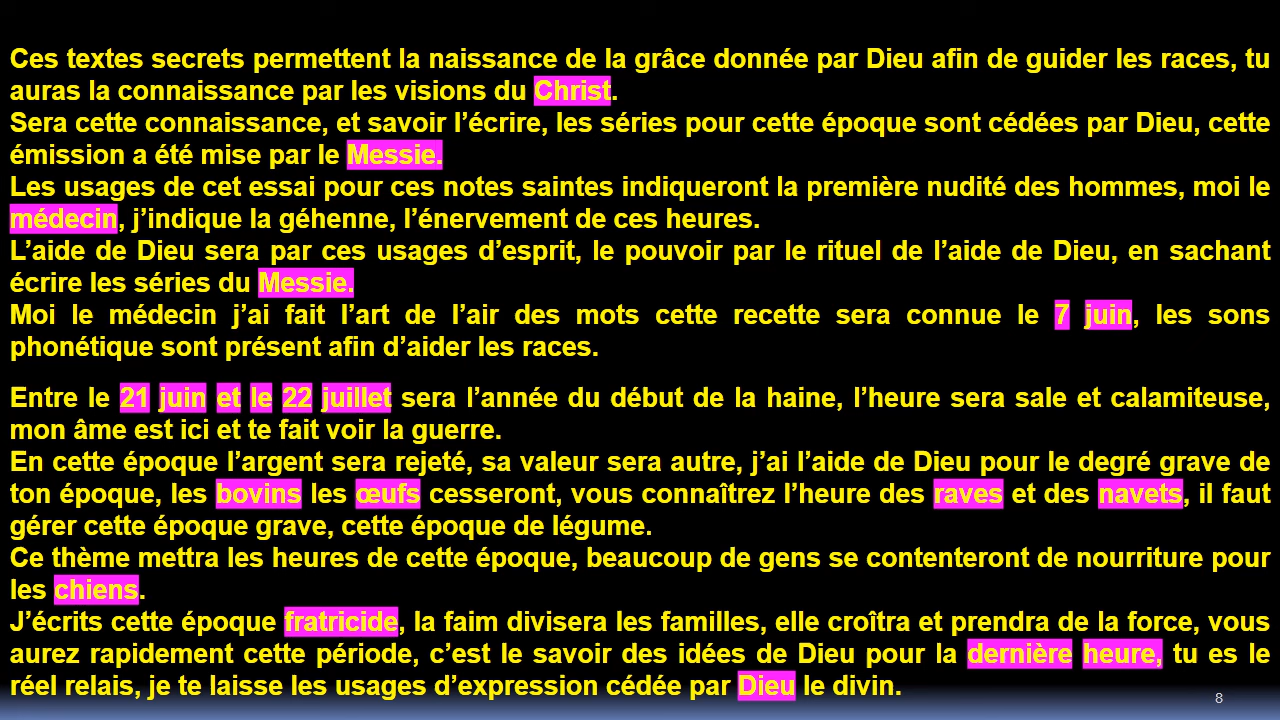 Ces textes secrets permettent la naissance de la grâce donnée par Dieu afin de guider les races, tu
auras la connaissance par les visions du Christ.
Sera cette connaissance, et savoir l’écrire, les séries pour cette époque sont cédées par Dieu, cette
émission a été mise par le Messie.
Les usages de cet essai pour ces notes saintes indiqueront la première nudité des hommes, moi le
médecin, j’indique la géhenne, l’énervement de ces heures.
L’aide de Dieu sera par ces usages d’esprit, le pouvoir par le rituel de l’aide de Dieu, en sachant
écrire les séries du Messie.
Moi le médecin j’ai fait l’art de l’air des mots cette recette sera connue le 7 juin, les sons
phonétique sont présent afin d’aider les races.
Entre le 21 juin et le 22 juillet sera l’année du début de la haine, l’heure sera sale et calamiteuse,
mon âme est ici et te fait voir la guerre.
En cette époque l’argent sera rejeté, sa valeur sera autre, j’ai l’aide de Dieu pour le degré grave de
ton époque, les bovins les œufs cesseront, vous connaîtrez l’heure des raves et des navets, il faut
gérer cette époque grave, cette époque de légume.
Ce thème mettra les heures de cette époque, beaucoup de gens se contenteront de nourriture pour
les chiens.
J’écrits cette époque fratricide, la faim divisera les familles, elle croîtra et prendra de la force, vous
aurez rapidement cette période, c’est le savoir des idées de Dieu pour la dernière heure, tu es le
réel relais, je te laisse les usages d’expression cédée par Dieu le divin.
8